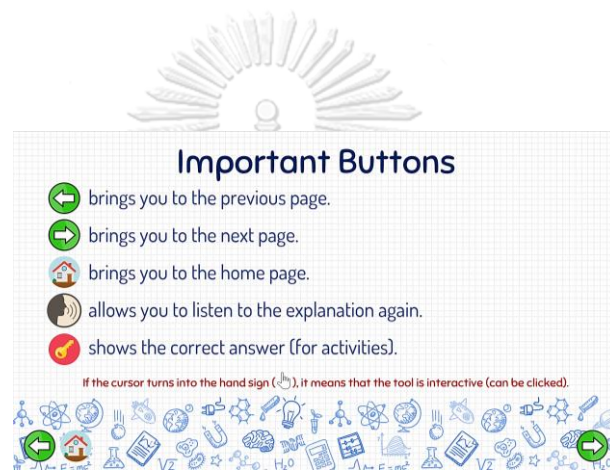 Important Buttons
brings you to the previous page.
brings you to the next page.
brings you to the home page.
allows you to listen to the explanation again.
shows the correct answer (for activities).
If the cursor turns into the hand sign ( ), it means that the tool is interactive (can be clicked).
H₂O